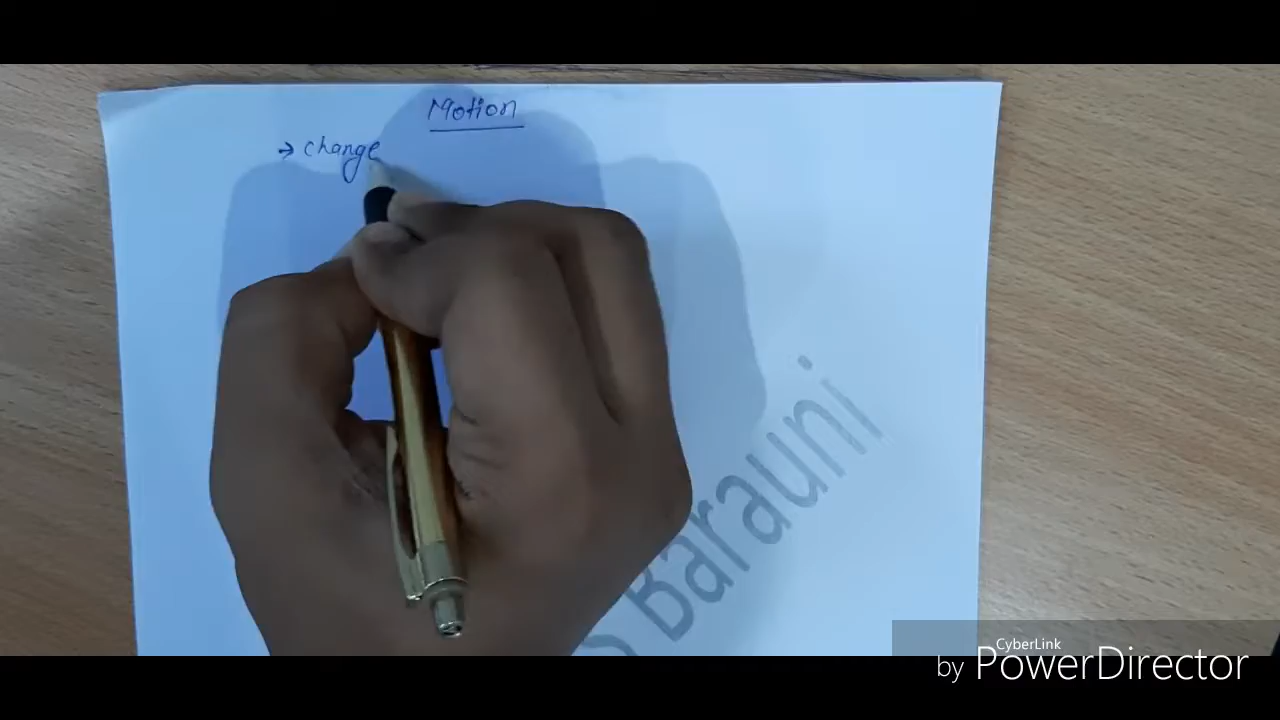 Motion
→ change
Barauni
CyberLink
by PowerDirector